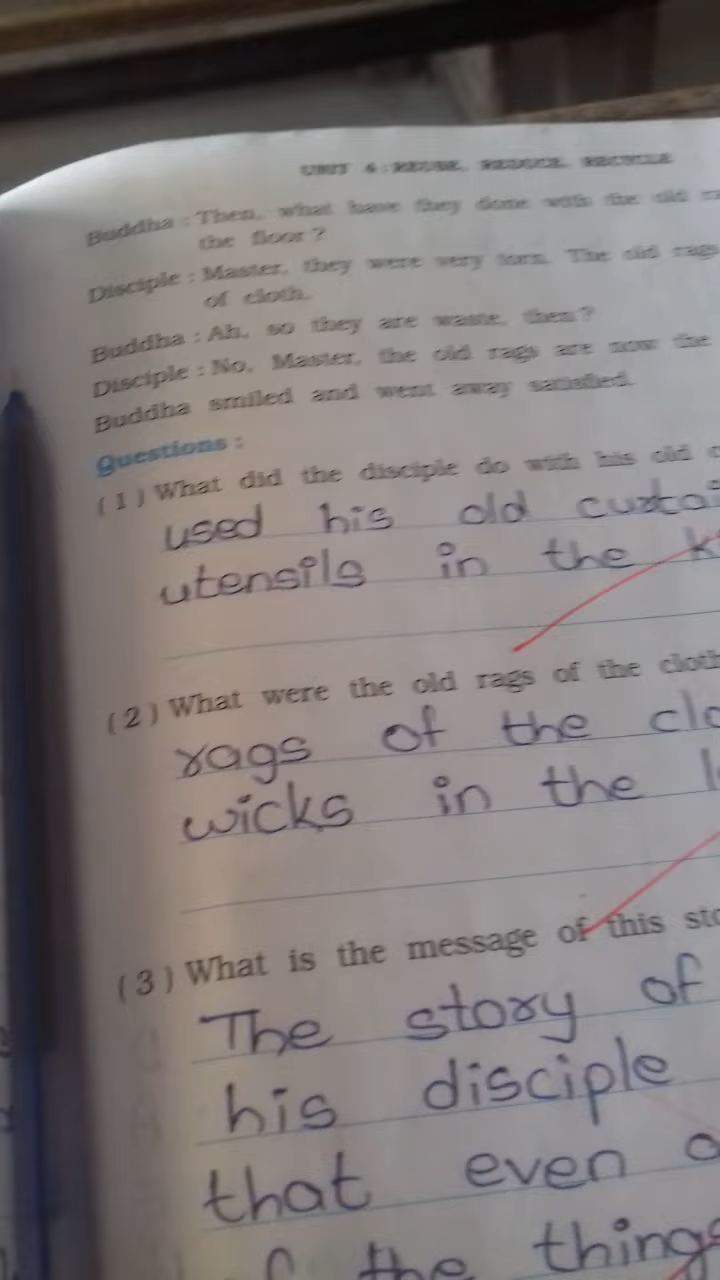 UNIT 4 : REUSE, REDUCE, RECYCLE
Buddha : Then, what have they done with the old
the floor ?
Disciple : Master, they were very torn. The old rags
of cloth.
Buddha : Ah, so they are waste, then ?
Disciple : No, Master, the old rags are now the
Buddha smiled and went away satisfied.
Questions :
( 1 ) What did the disciple do with his old
used his old curtai
utensils in the k
( 2 ) What were the old rags of the cloth
rags of the clo
wicks in the l
( 3 ) What is the message of this sto
The story of
his disciple
that even
the things